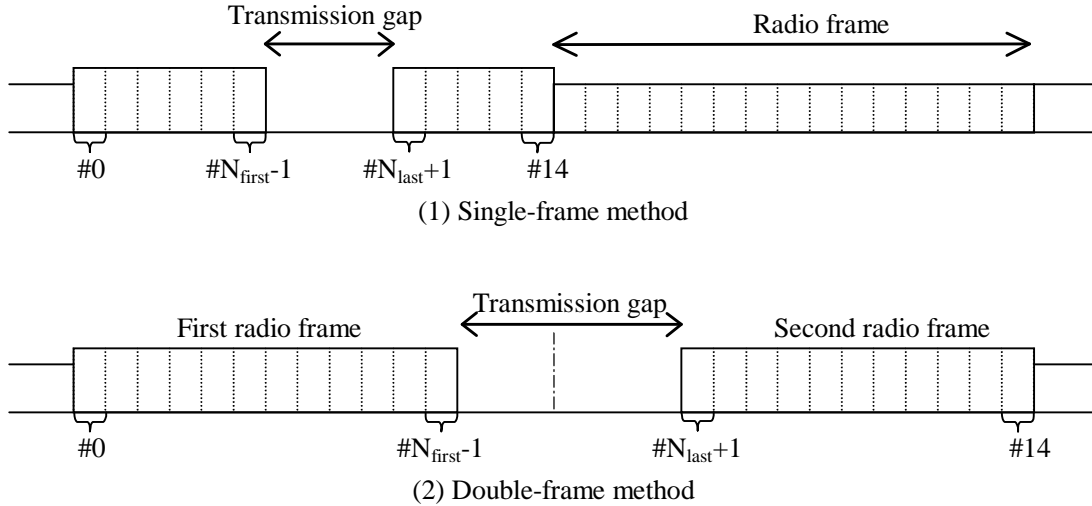 Transmission gap
Radio frame
#0 #N_first-1 #N_last+1 #14
(1) Single-frame method
Transmission gap
First radio frame Second radio frame
#0 #N_first-1 #N_last+1 #14
(2) Double-frame method